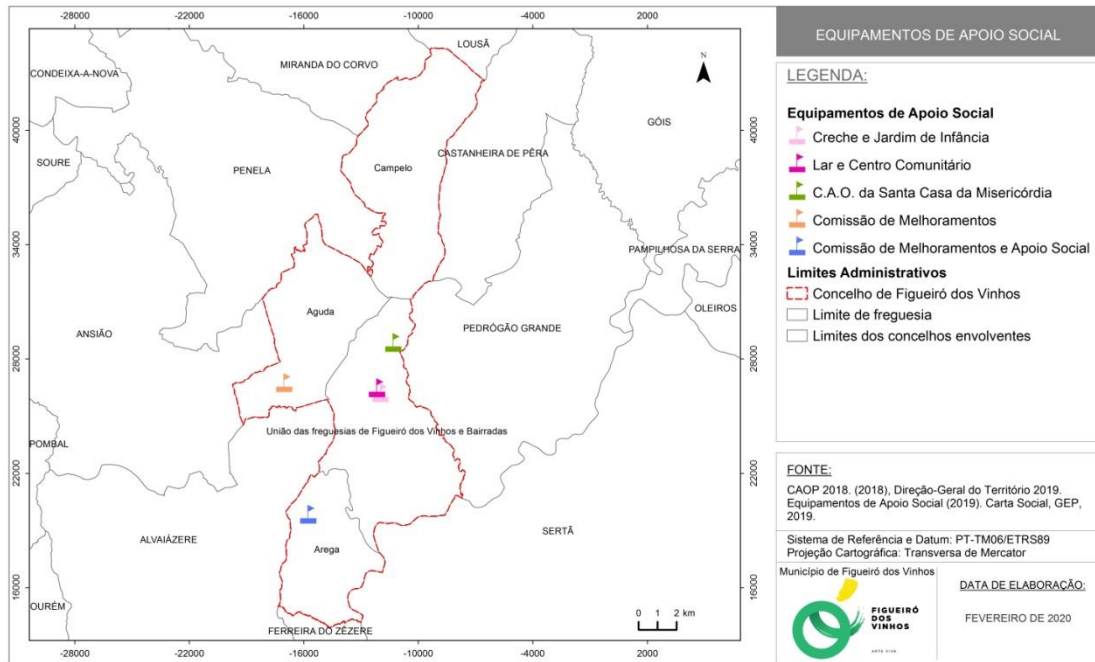 -28000 -22000 -16000 -10000 -4000 2000
EQUIPAMENTOS DE APOIO SOCIAL
LOUSÃ
MIRANDA DO CORVO
CONDEIXA-A-NOVA
N
GÓIS
40000
40000
CASTANHEIRA DE PÊRA
SOURE
PENELA
Campelo
34000
34000
PAMPILHOSA DA SERRA
OLEIROS
Aguda
ANSIÃO
PEDRÓGÃO GRANDE
28000
28000
União das freguesias de Figueiró dos Vinhos e Bairradas
POMBAL
22000
22000
ALVAIÁZERE
SERTÃ
Arega
16000
16000
OURÉM
FERREIRA DO ZÊZERE
0 1 2 km
-28000 -22000 -16000 -10000 -4000 2000
LEGENDA:
Equipamentos de Apoio Social
Creche e Jardim de Infância
Lar e Centro Comunitário
C.A.O. da Santa Casa da Misericórdia
Comissão de Melhoramentos
Comissão de Melhoramentos e Apoio Social
Limites Administrativos
Concelho de Figueiró dos Vinhos
Limite de freguesia
Limites dos concelhos envolventes
FONTE:
CAOP 2018. (2018), Direção-Geral do Território 2019.
Equipamentos de Apoio Social (2019). Carta Social, GEP,
2019.
Sistema de Referência e Datum: PT-TM06/ETRS89
Projeção Cartográfica: Transversa de Mercator
Município de Figueiró dos Vinhos
FIGUEIRÓ
DOS
VINHOS
ARTE VIVA
DATA DE ELABORAÇÃO:
FEVEREIRO DE 2020